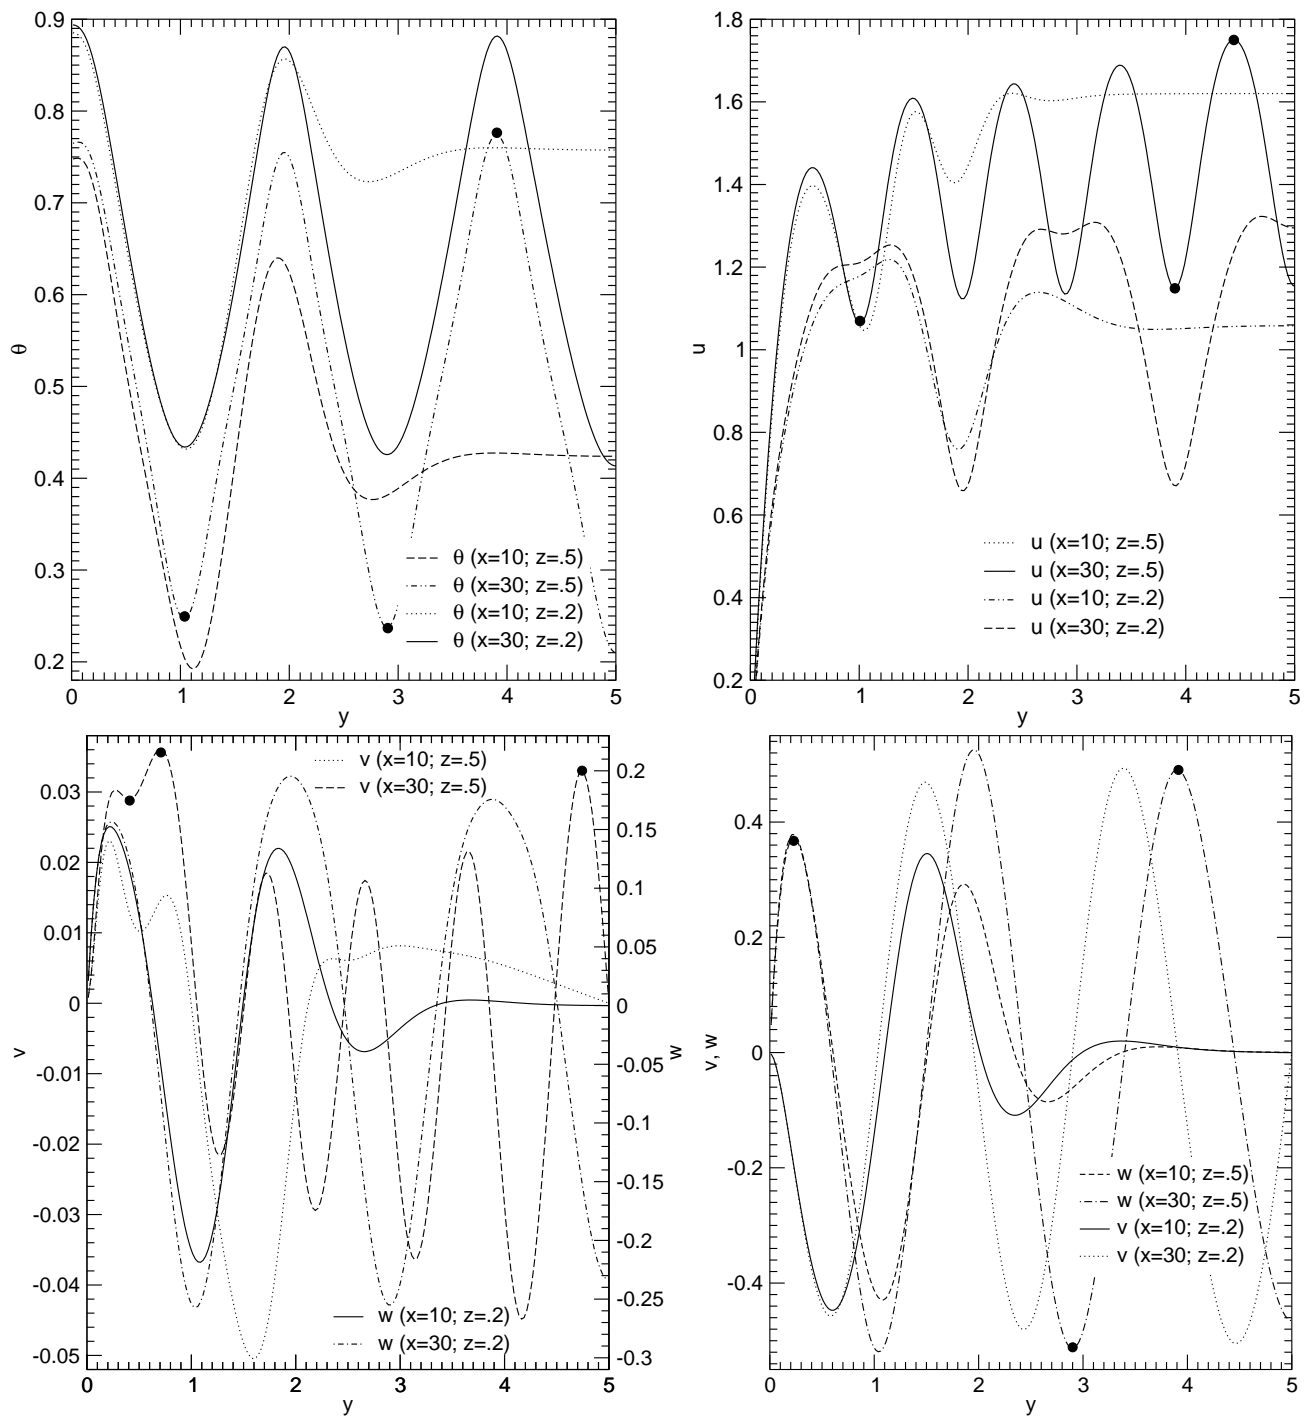 0.9
0.8
0.7
0.6
0.5
0.4
0.3
0.2
θ
0
1
2
3
4
5
y
θ (x=10; z=.5)
θ (x=30; z=.5)
θ (x=10; z=.2)
θ (x=30; z=.2)
1.8
1.6
1.4
1.2
1
0.8
0.6
0.4
0.2
u
0
1
2
3
4
5
y
u (x=10; z=.5)
u (x=30; z=.5)
u (x=10; z=.2)
u (x=30; z=.2)
0.03
0.02
0.01
0
-0.01
-0.02
-0.03
-0.04
-0.05
v
v (x=10; z=.5)
v (x=30; z=.5)
w (x=10; z=.2)
w (x=30; z=.2)
0
1
2
3
4
5
y
0.2
0.15
0.1
0.05
0
-0.05
-0.1
-0.15
-0.2
-0.25
-0.3
w
0.4
0.2
0
-0.2
-0.4
v, w
w (x=10; z=.5)
w (x=30; z=.5)
v (x=10; z=.2)
v (x=30; z=.2)
0
1
2
3
4
5
y